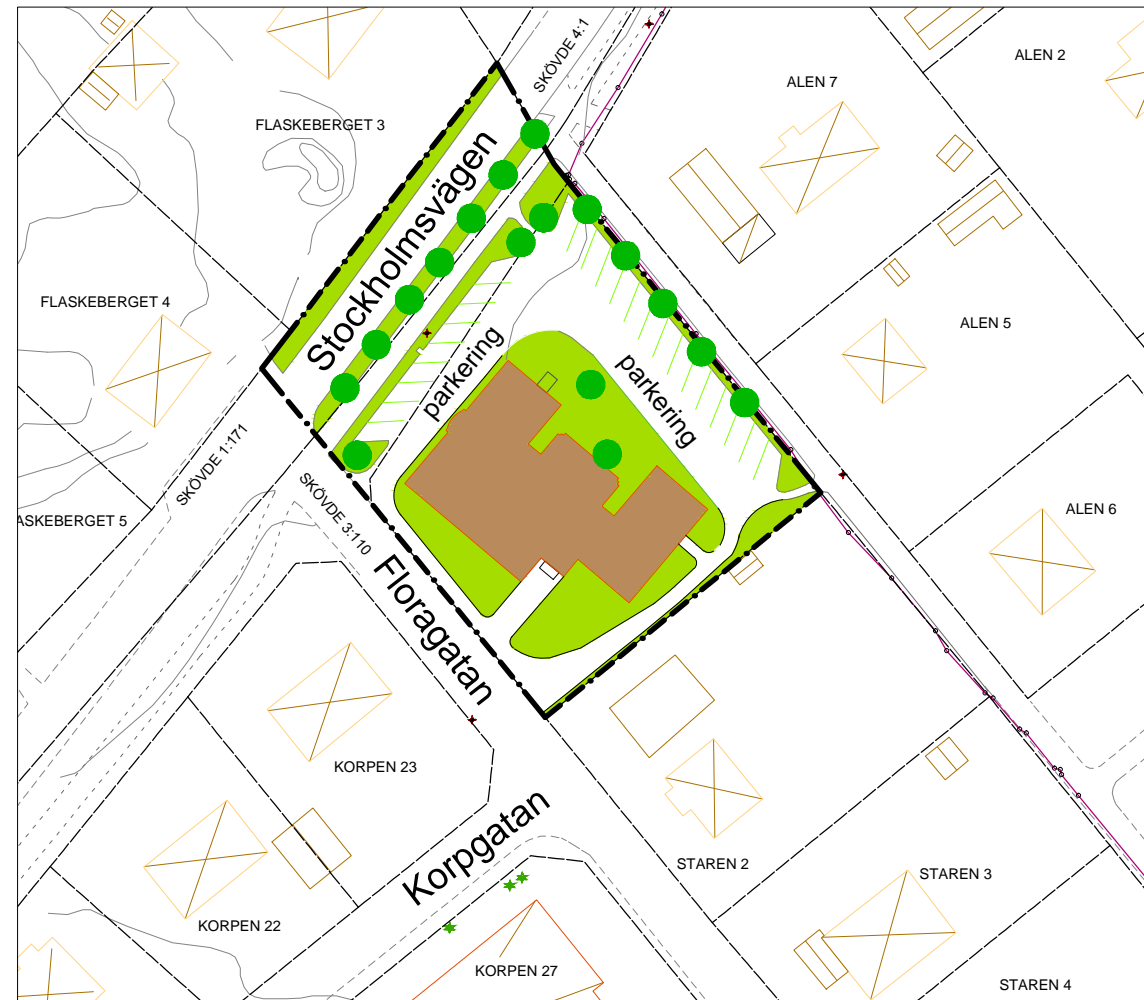 SKÖVDE 4:1
ALEN 2
ALEN 7
FLASKEBERGET 3
Stockholmsvägen
FLASKEBERGET 4
ALEN 5
parkering
parkering
SKÖVDE 1:171
SKÖVDE 3:110
ASKEBERGET 5
ALEN 6
Floragatan
KORPEN 23
Korpgatan
STAREN 2
STAREN 3
KORPEN 22
KORPEN 27
STAREN 4